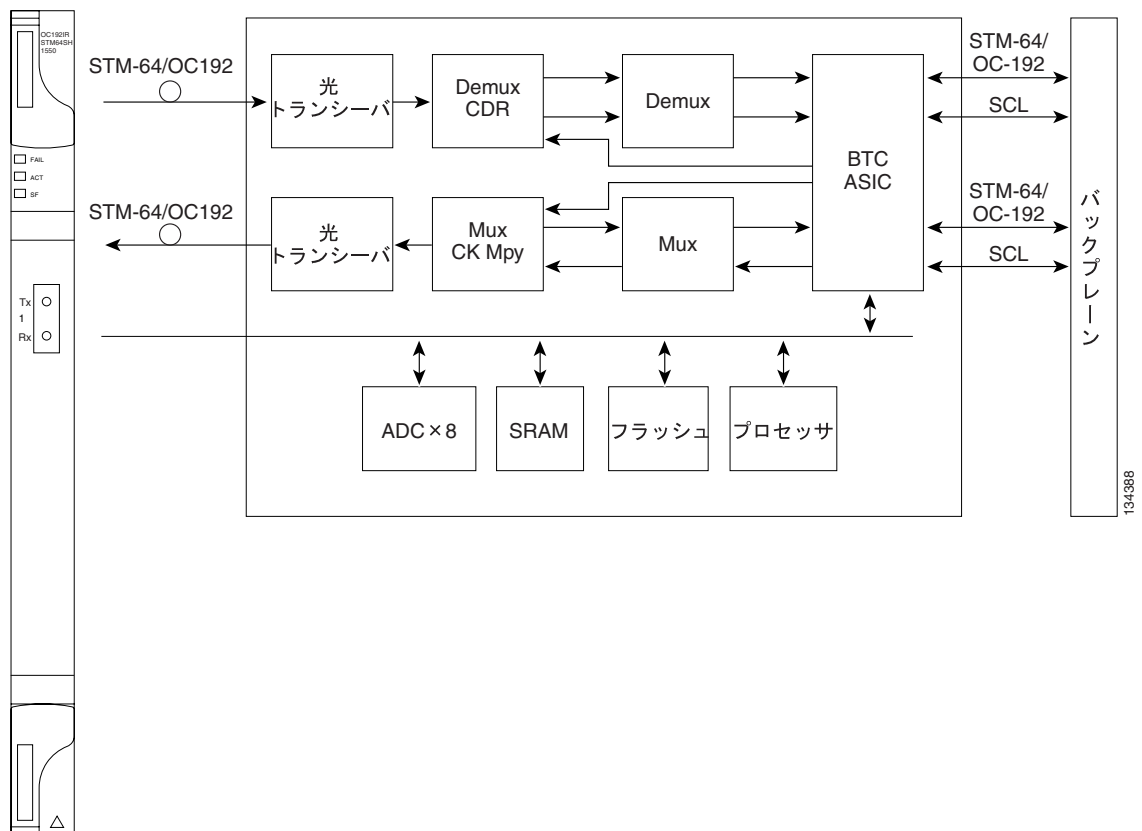 OC192IR
STM64SH
1550
FAIL
ACT
SF
Tx
1
Rx
STM-64/OC192
光
トランシーバ
Demux
CDR
Demux
BTC
ASIC
STM-64/
OC-192
SCL
STM-64/OC192
光
トランシーバ
Mux
CK Mpy
Mux
STM-64/
OC-192
SCL
バックプレーン
ADC×8
SRAM
フラッシュ
プロセッサ
134388